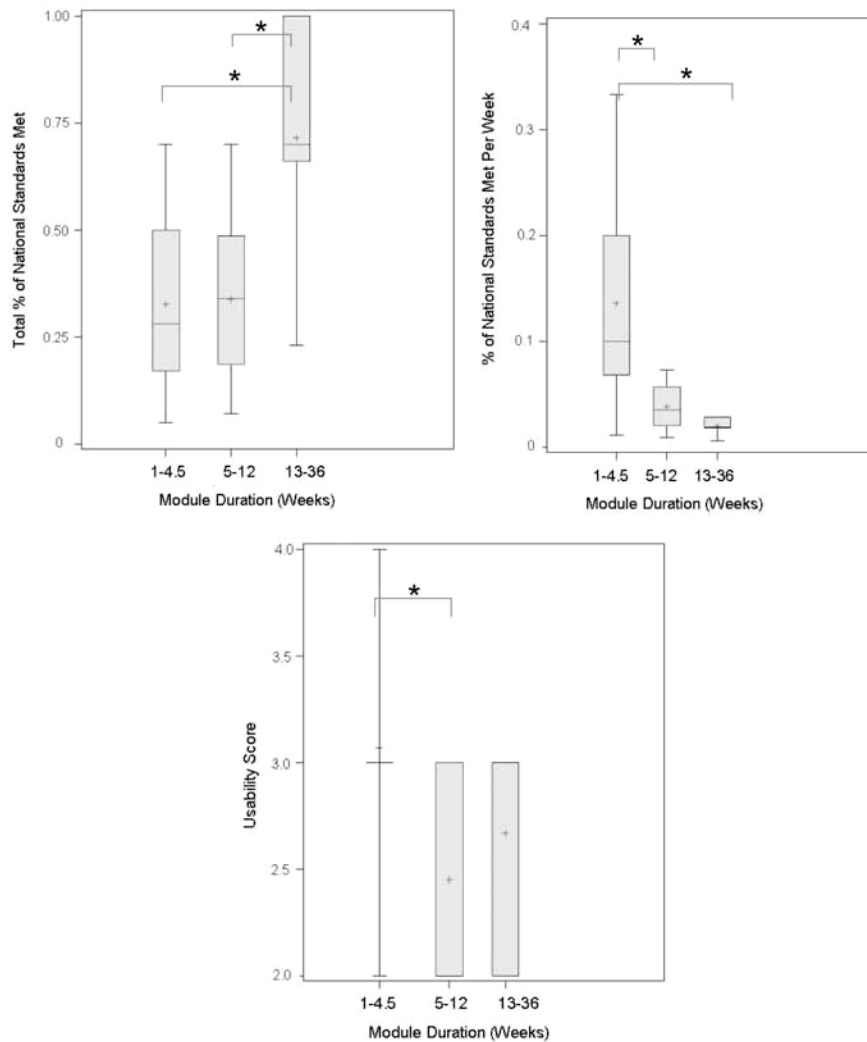 Total % of National Standards Met
1.00
0.75
0.50
0.25
0
*
*
1-4.5 5-12 13-36
Module Duration (Weeks)
% of National Standards Met Per Week
0.4
0.3
0.2
0.1
0
*
*
1-4.5 5-12 13-36
Module Duration (Weeks)
Usability Score
4.0
3.5
3.0
2.5
2.0
*
1-4.5 5-12 13-36
Module Duration (Weeks)